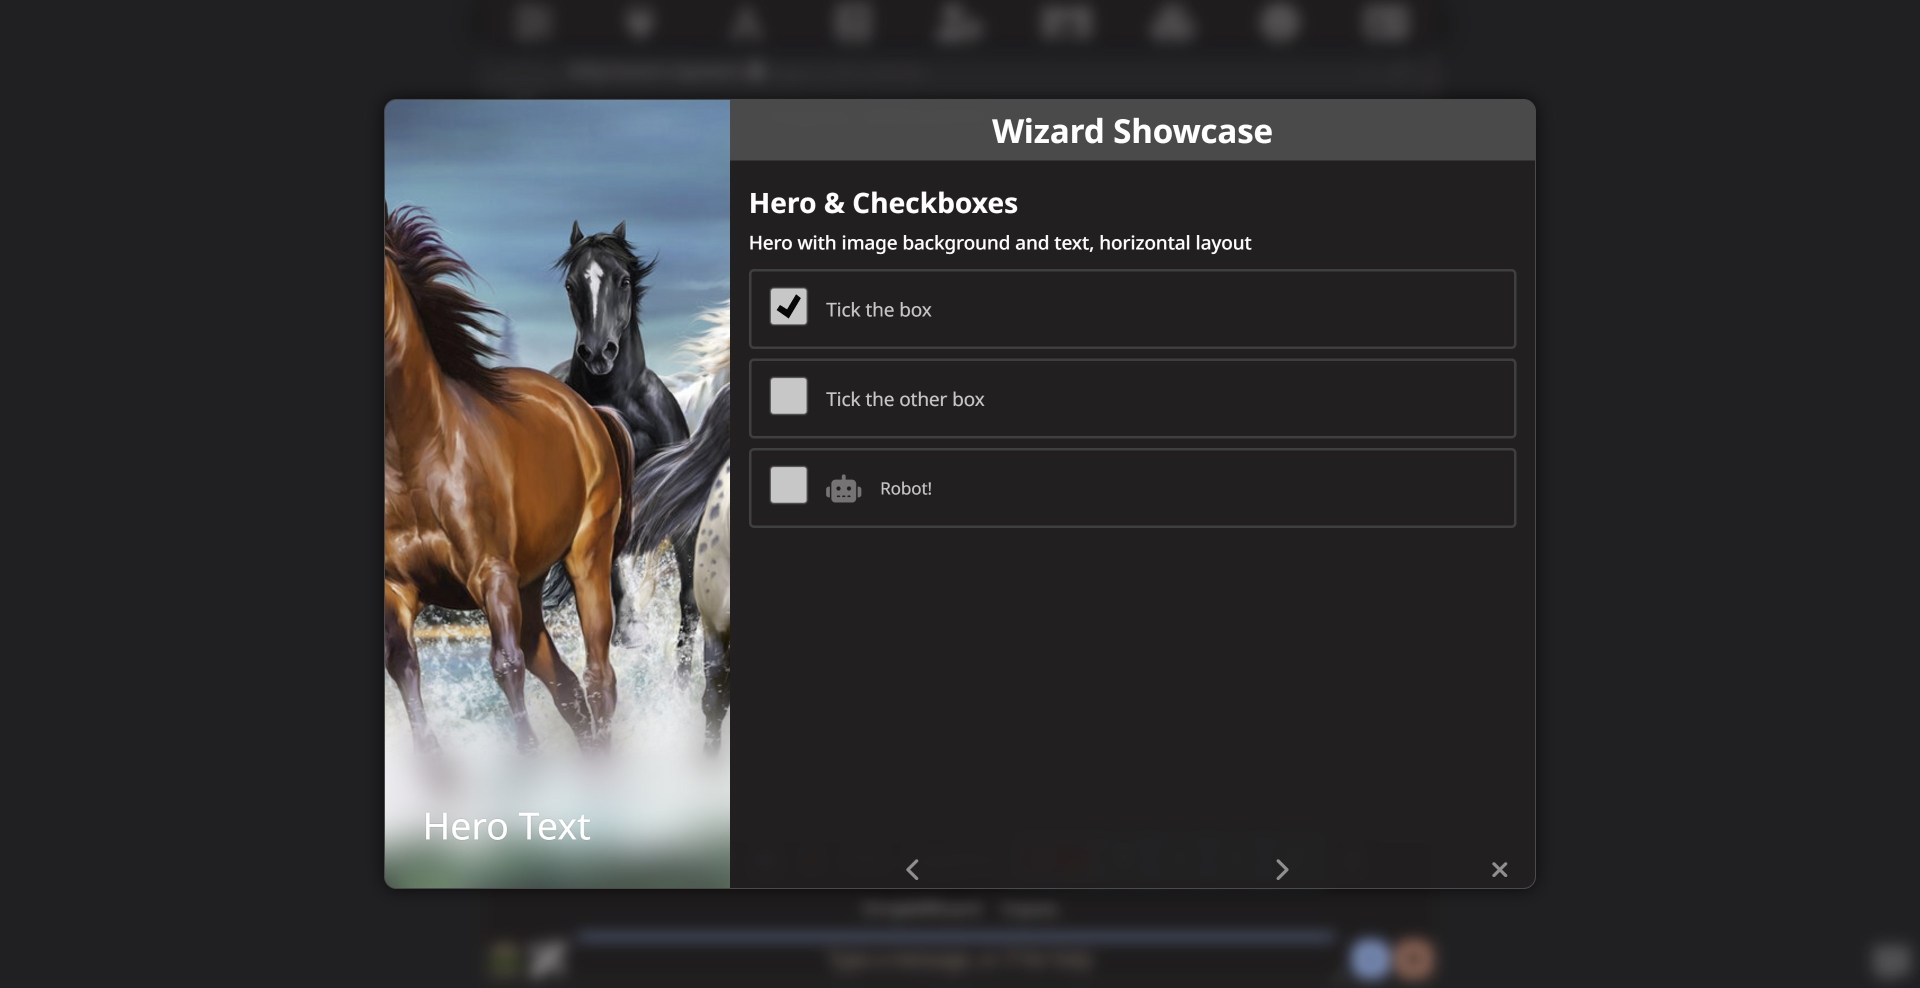 Wizard Showcase
Hero & Checkboxes
Hero with image background and text, horizontal layout
Tick the box
Tick the other box
Robot!
Hero Text